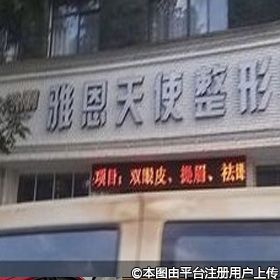 雅恩天使整形
项目：双眼皮、提眉、祛
©本图由平台注册用户上传